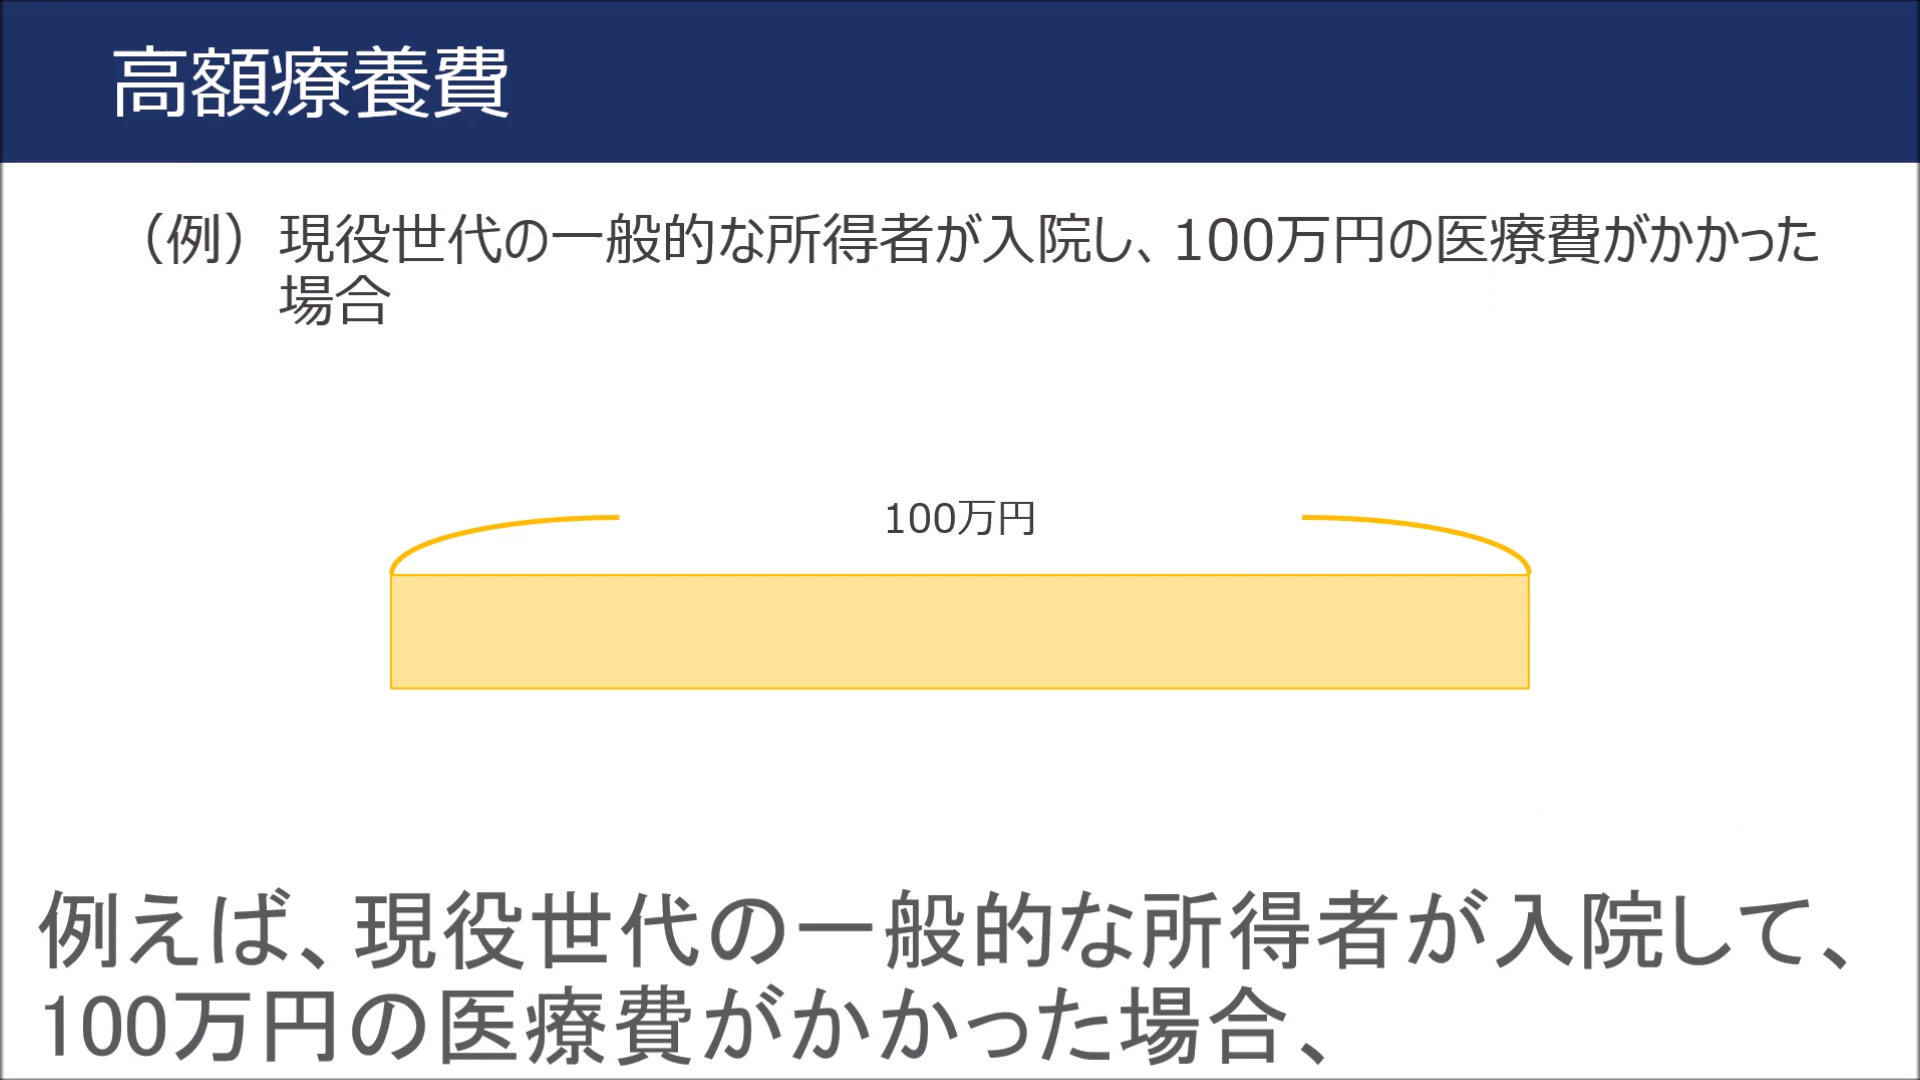 高額療養費
（例）現役世代の一般的な所得者が入院し、100万円の医療費がかかった
場合
100万円
例えば、現役世代の一般的な所得者が入院して、
100万円の医療費がかかった場合、